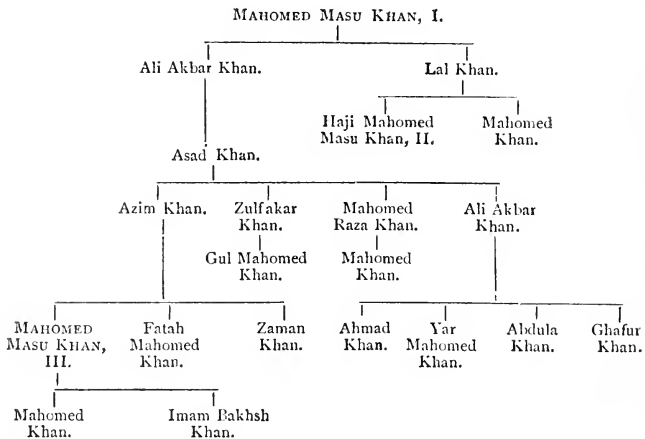 MAHOMED MASU KHAN, I.
Ali Akbar Khan. Lal Khan.
Haji Mahomed Mahomed
Masu Khan, II. Khan.
Asad Khan.
Azim Khan. Zulfakar Mahomed Ali Akbar
Khan. Raza Khan. Khan.
Gul Mahomed Mahomed
Khan. Khan.
MAHOMED Fatah Zaman Ahmad Yar Abdula Ghafur
MASU KHAN, Mahomed Khan. Khan. Mahomed Khan. Khan.
III. Khan. Khan.
Mahomed Imam Bakhsh
Khan. Khan.